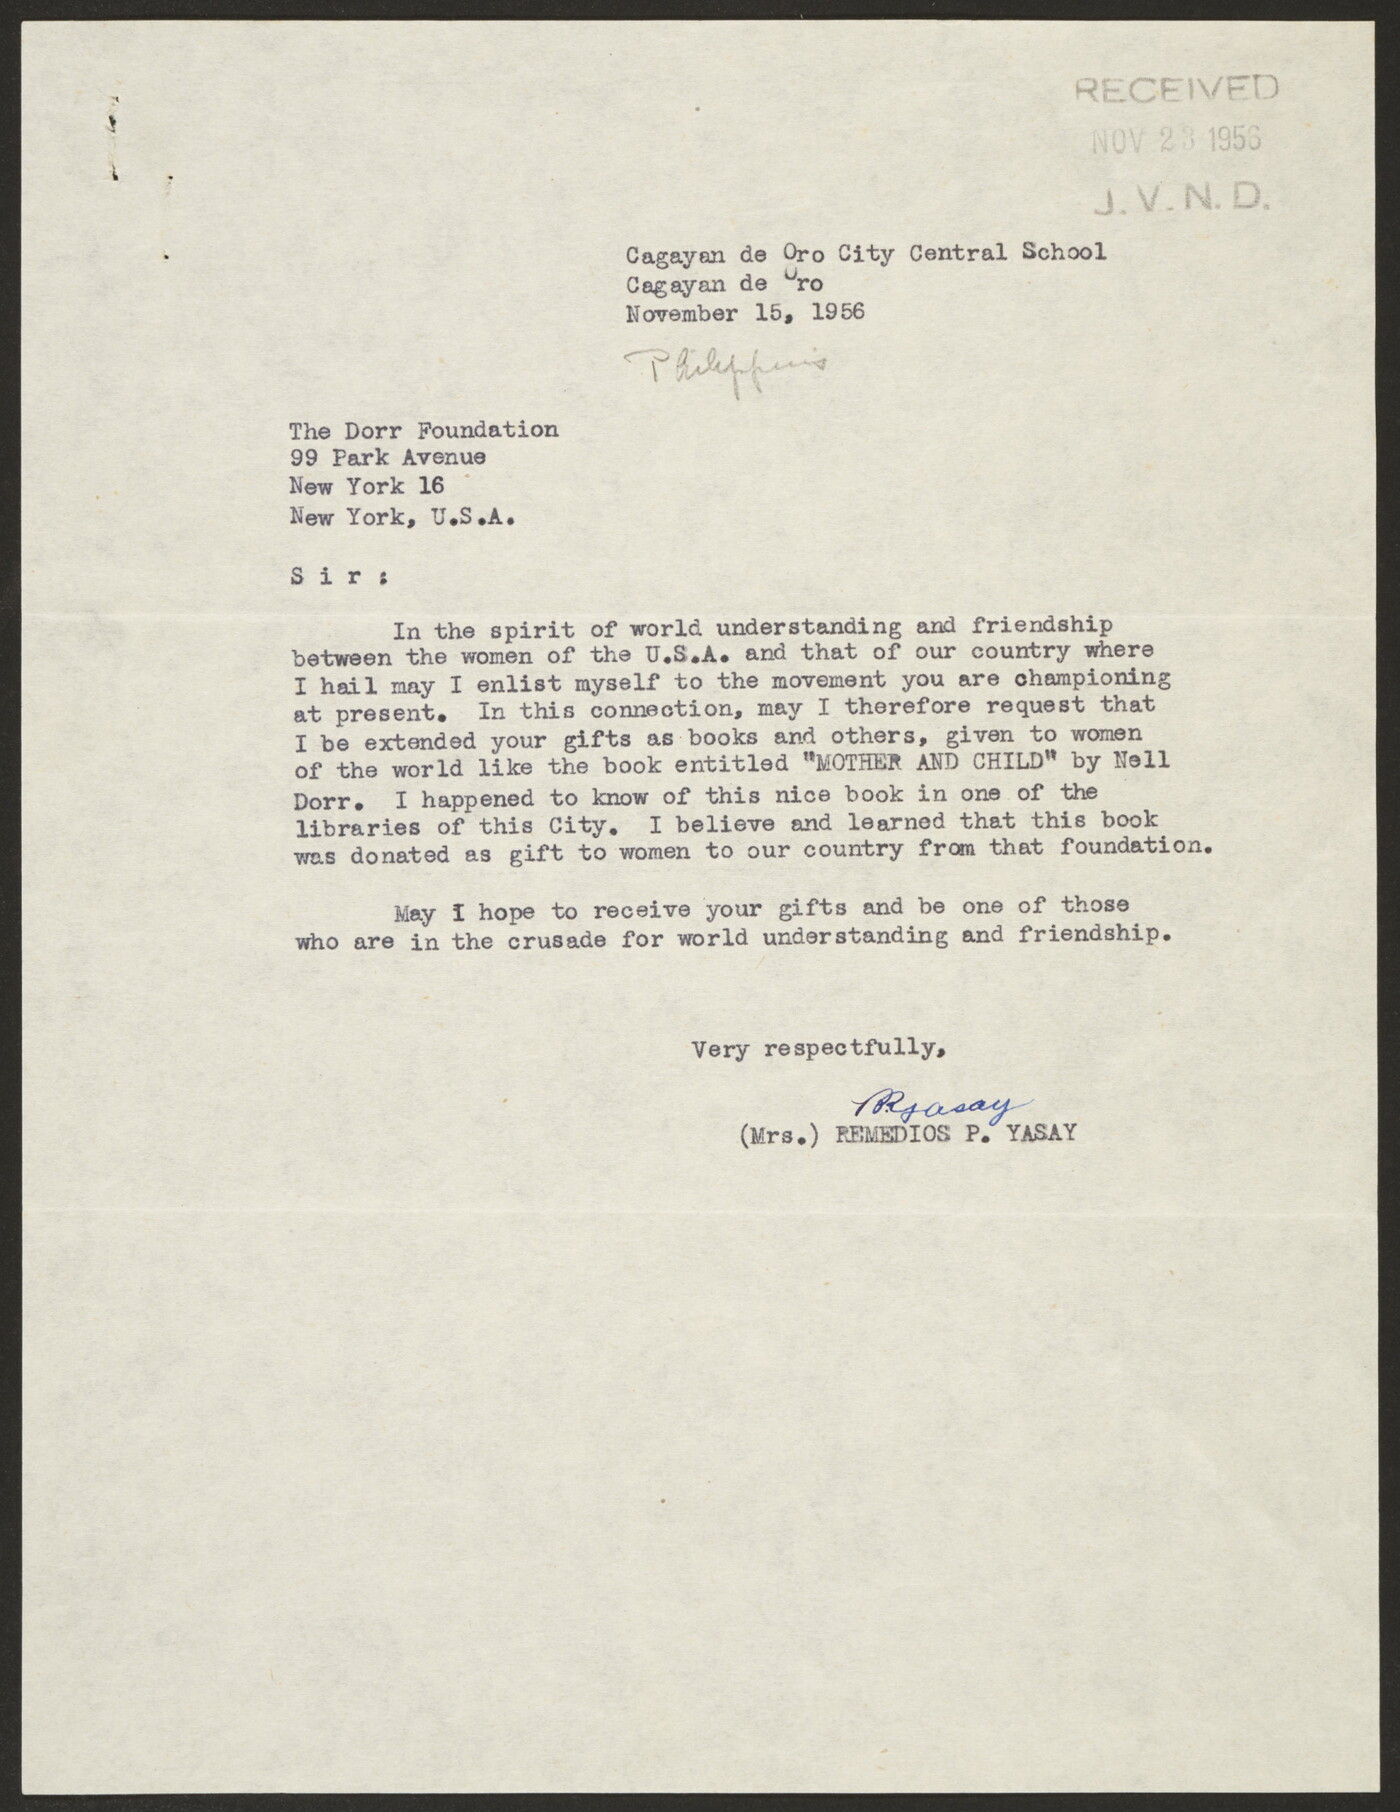 RECEIVED
NOV 23 1956
J.V.N.D.
Cagayan de Oro City Central School
Cagayan de Oro
November 15, 1956
Philippines
The Dorr Foundation
99 Park Avenue
New York 16
New York, U.S.A.
S i r :
In the spirit of world understanding and friendship
between the women of the U.S.A. and that of our country where
I hail may I enlist myself to the movement you are championing
at present. In this connection, may I therefore request that
I be extended your gifts as books and others, given to women
of the world like the book entitled "MOTHER AND CHILD" by Nell
Dorr. I happened to know of this nice book in one of the
libraries of this City. I believe and learned that this book
was donated as gift to women to our country from that foundation.
May I hope to receive your gifts and be one of those
who are in the crusade for world understanding and friendship.
Very respectfully,
RPYasay
(Mrs.) REMEDIOS P. YASAY